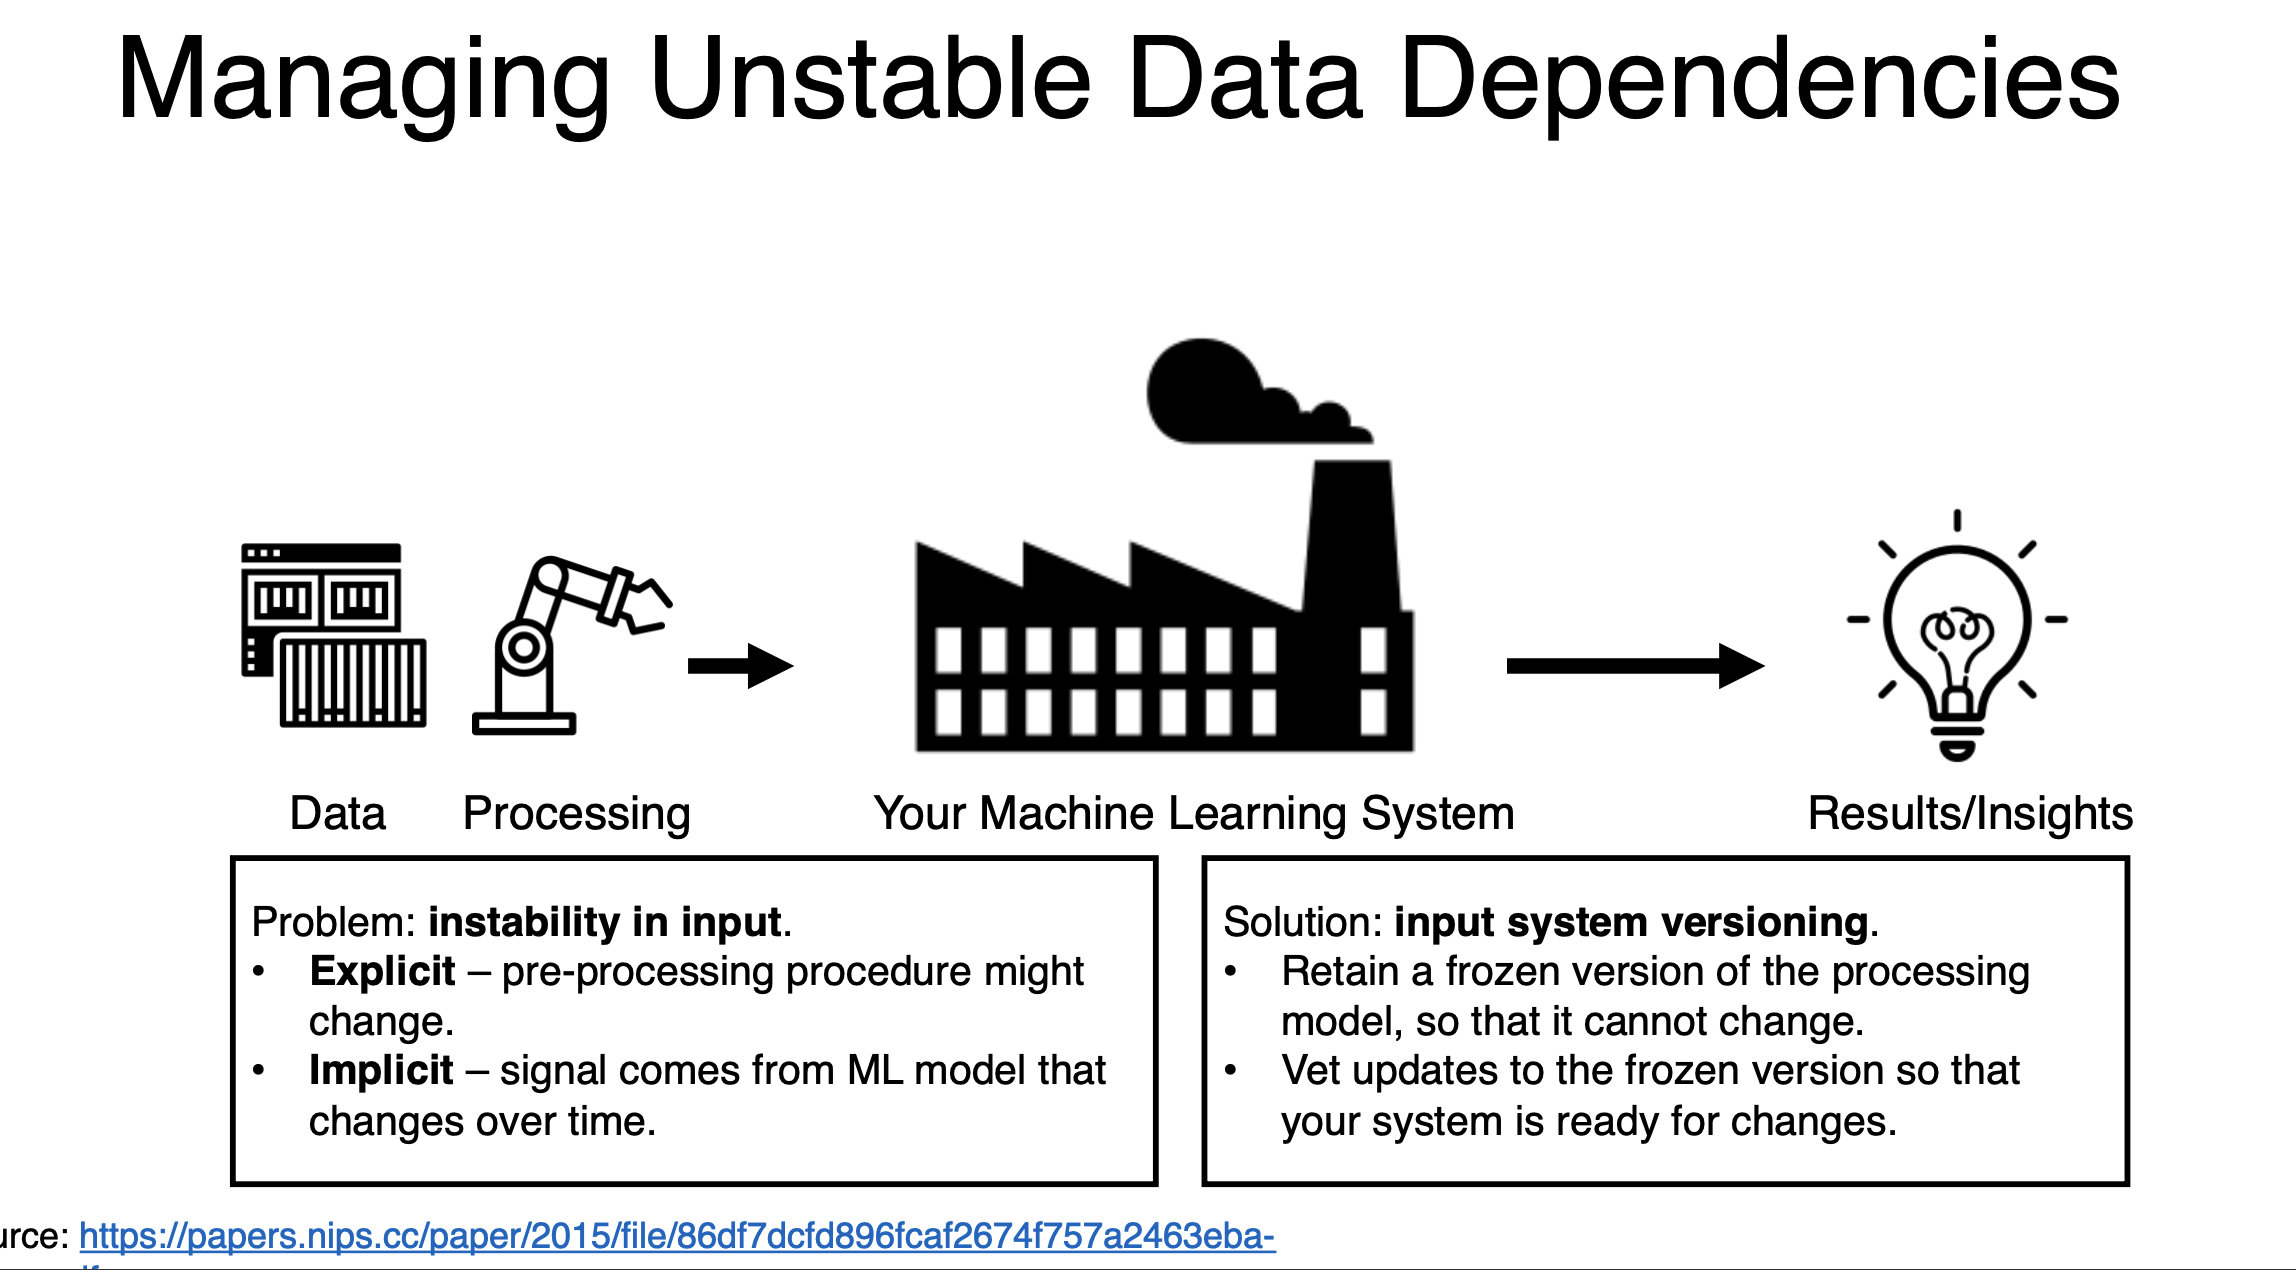 Managing Unstable Data Dependencies
Data
Processing
Your Machine Learning System
Results/Insights
Problem: instability in input.
• Explicit – pre-processing procedure might
change.
• Implicit – signal comes from ML model that
changes over time.
Solution: input system versioning.
• Retain a frozen version of the processing
model, so that it cannot change.
• Vet updates to the frozen version so that
your system is ready for changes.
urce: https://papers.nips.cc/paper/2015/file/86df7dcfd896fcaf2674f757a2463eba-